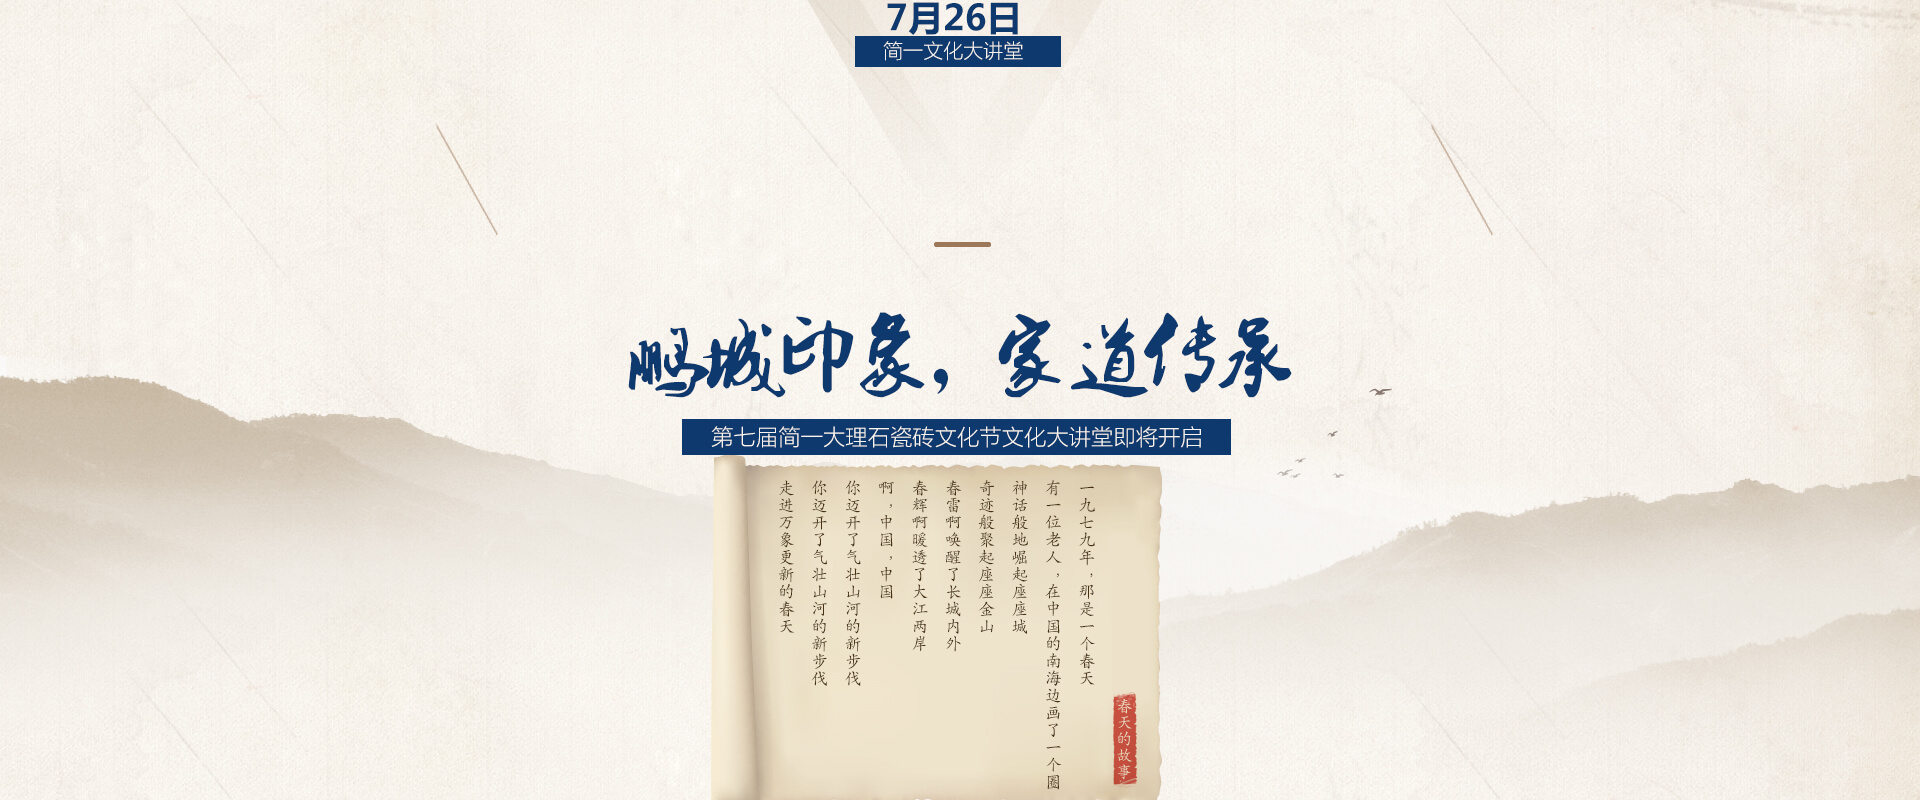 7月26日
简一文化大讲堂
鹏城印象，家道传承
第七届简一大理石瓷砖文化节文化大讲堂即将开启
春天的故事
一九七九年，那是一个春天
有一位老人，在中国的南海边画了一个圈
神话般地崛起座座城
奇迹般聚起座座金山
春雷啊唤醒了长城内外
春辉啊暖透了大江两岸
啊，中国，中国
你迈开了气壮山河的新步伐
你迈开了气壮山河的新步伐
走进万象更新的春天